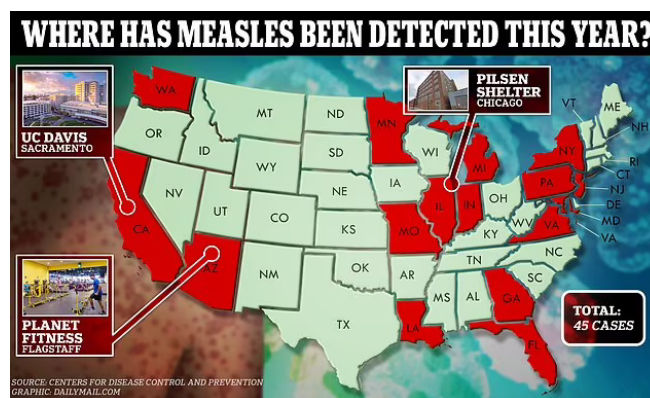 WHERE HAS MEASLES BEEN DETECTED THIS YEAR?
UC DAVIS
SACRAMENTO
PILSEN
SHELTER
CHICAGO
WA
MT
ND
MN
VT
ME
NH
OR
ID
SD
WI
MI
NY
RI
CT
WY
IA
PA
NJ
NE
OH
DE
NV
UT
IL
IN
MD
CA
CO
WV
VA
VA
KS
MO
KY
NC
AZ
NM
OK
TN
AR
SC
MS
AL
GA
TX
LA
FL
PLANET
FITNESS
FLAGSTAFF
TOTAL:
45 CASES
SOURCE: CENTERS FOR DISEASE CONTROL AND PREVENTION
GRAPHIC: DAILYMAIL.COM